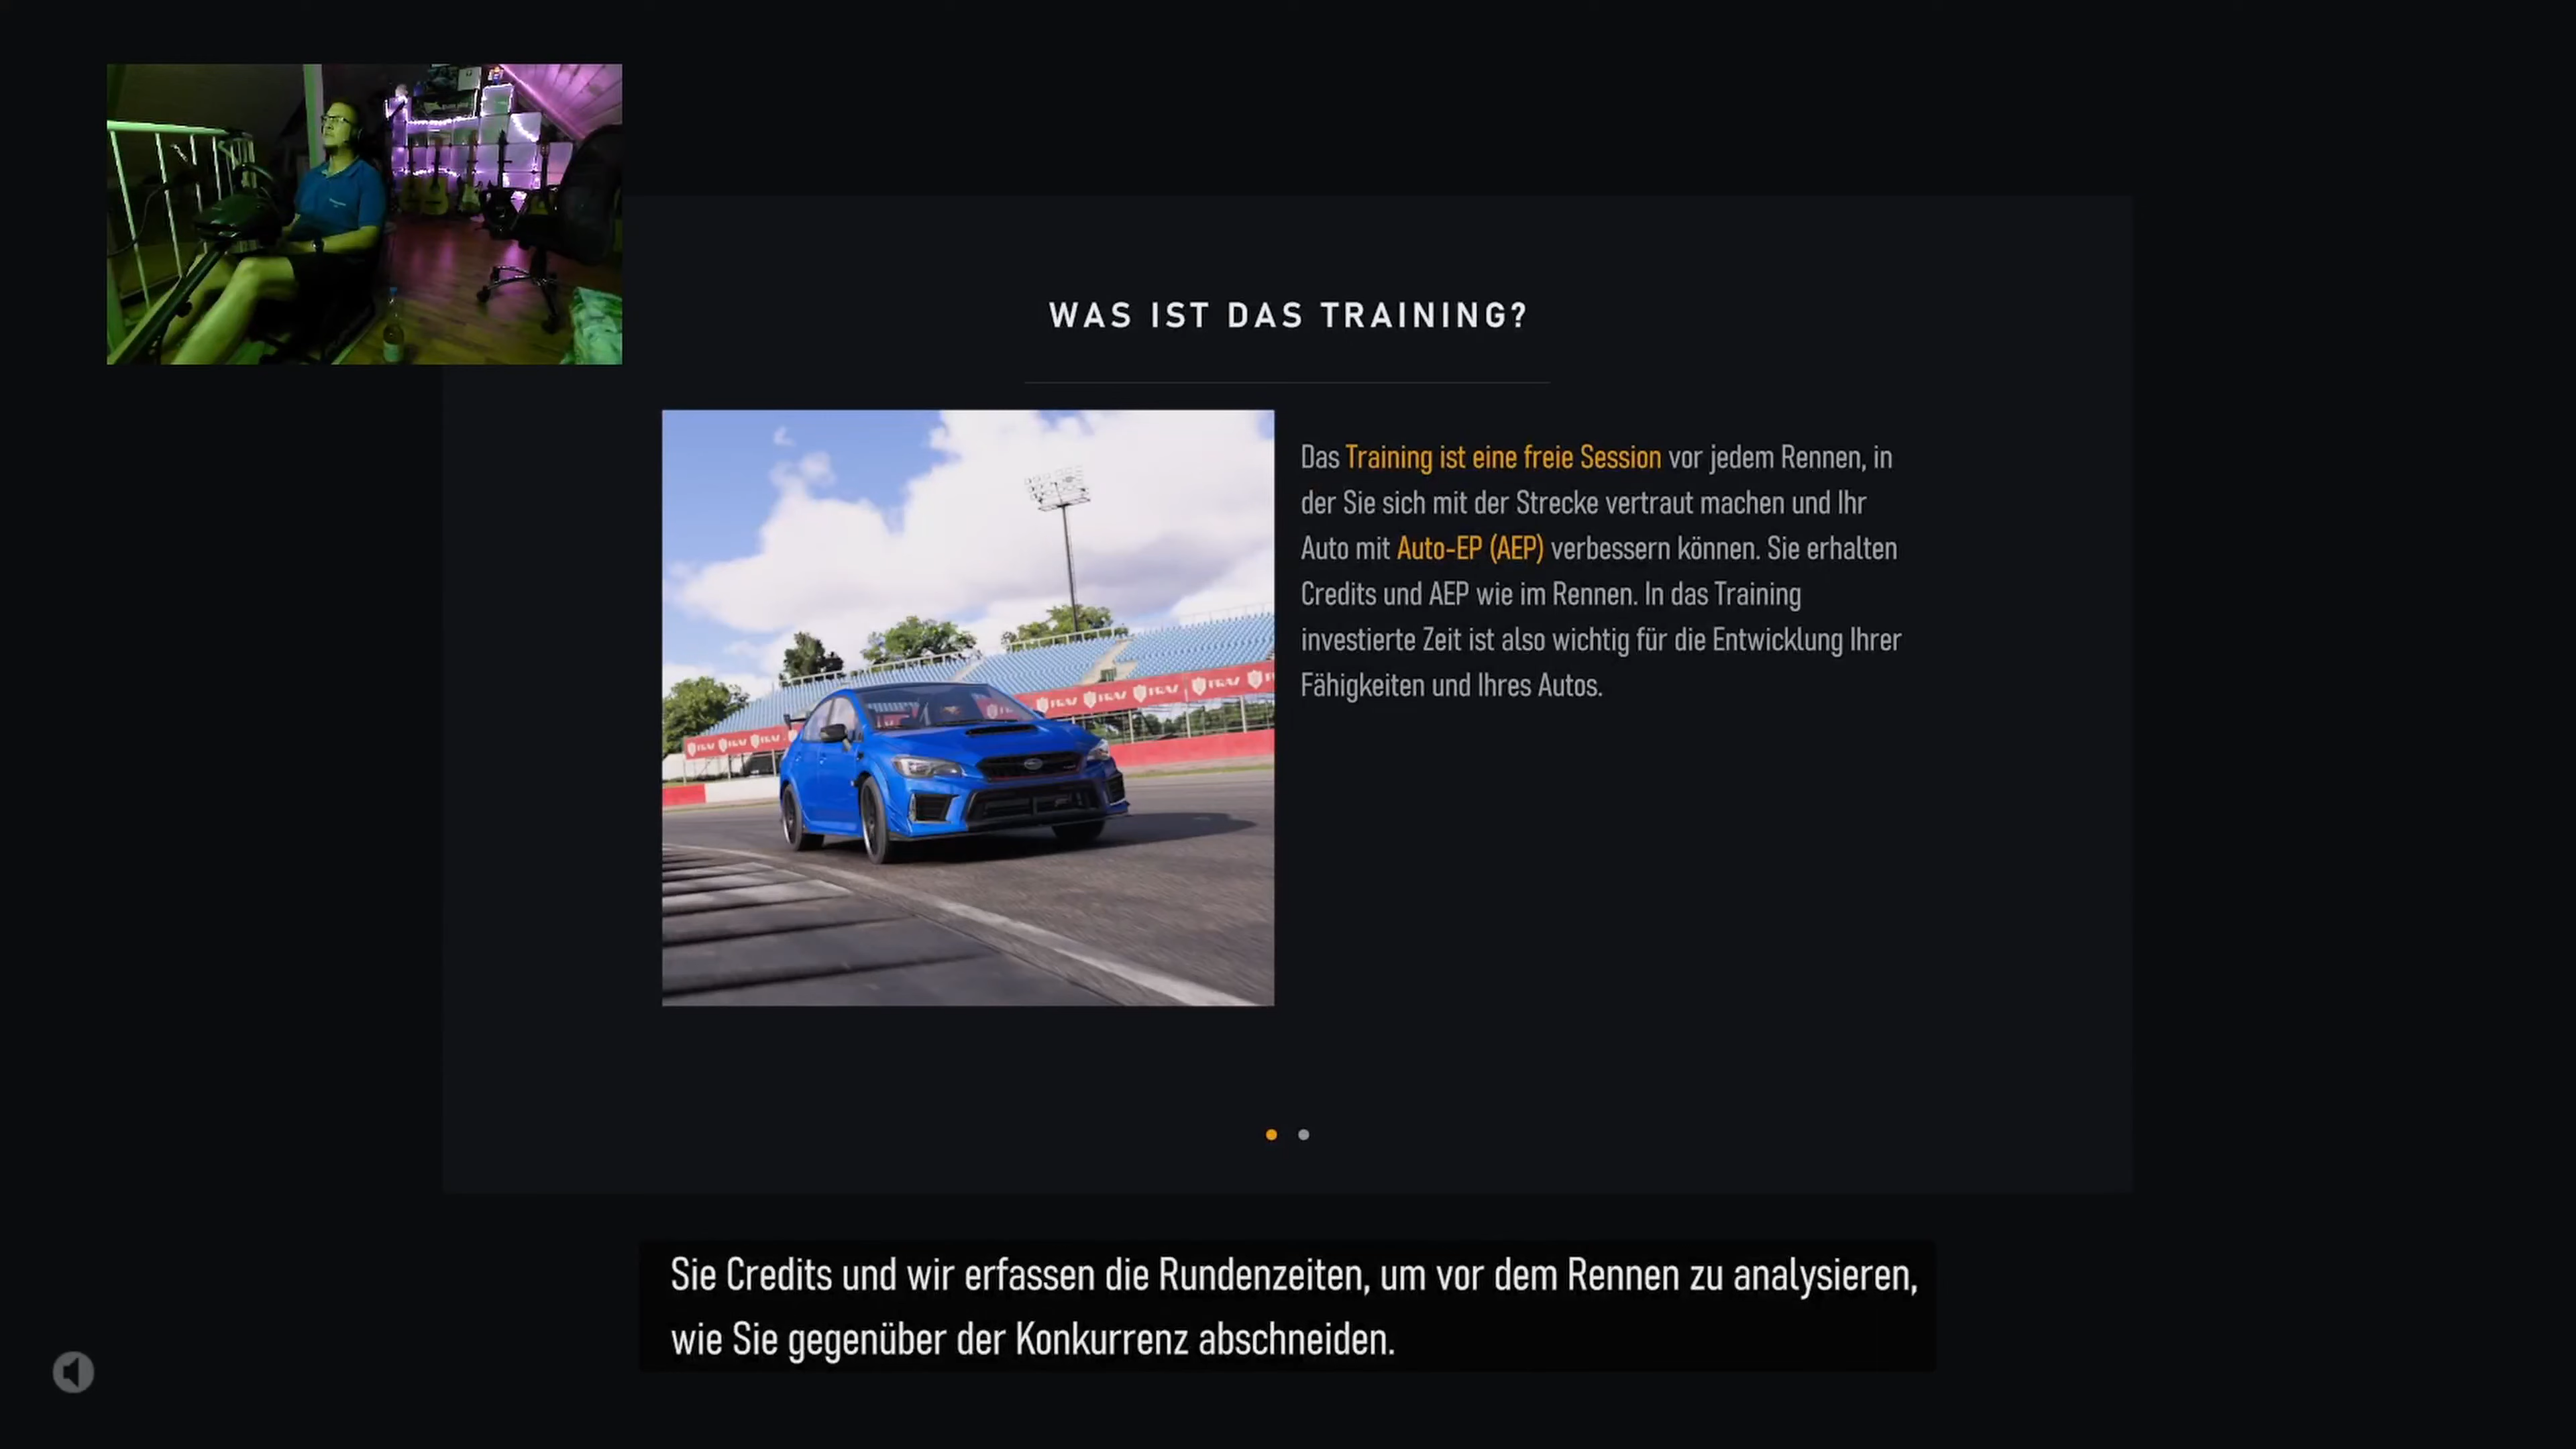 WAS IST DAS TRAINING?
Das Training ist eine freie Session vor jedem Rennen, in
der Sie sich mit der Strecke vertraut machen und Ihr
Auto mit Auto-EP (AEP) verbessern können. Sie erhalten
Credits und AEP wie im Rennen. In das Training
investierte Zeit ist also wichtig für die Entwicklung Ihrer
Fähigkeiten und Ihres Autos.
Sie Credits und wir erfassen die Rundenzeiten, um vor dem Rennen zu analysieren,
wie Sie gegenüber der Konkurrenz abschneiden.